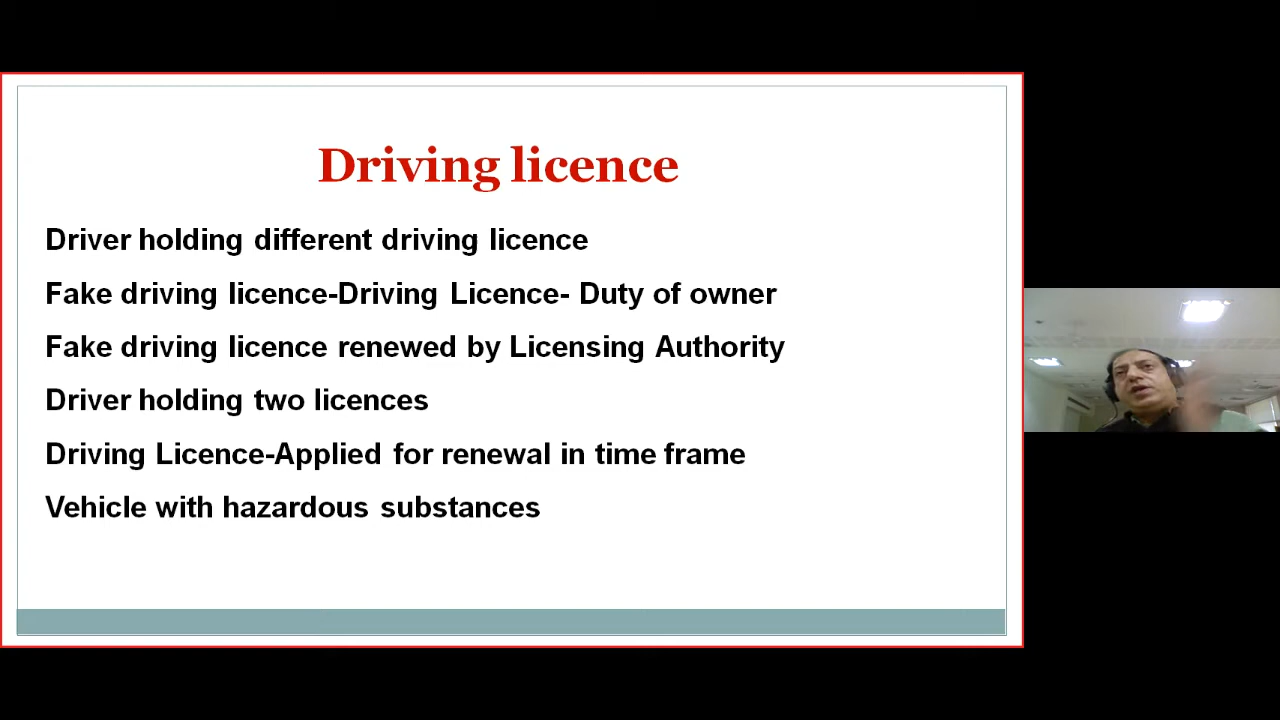 Driving licence
Driver holding different driving licence
Fake driving licence-Driving Licence- Duty of owner
Fake driving licence renewed by Licensing Authority
Driver holding two licences
Driving Licence-Applied for renewal in time frame
Vehicle with hazardous substances